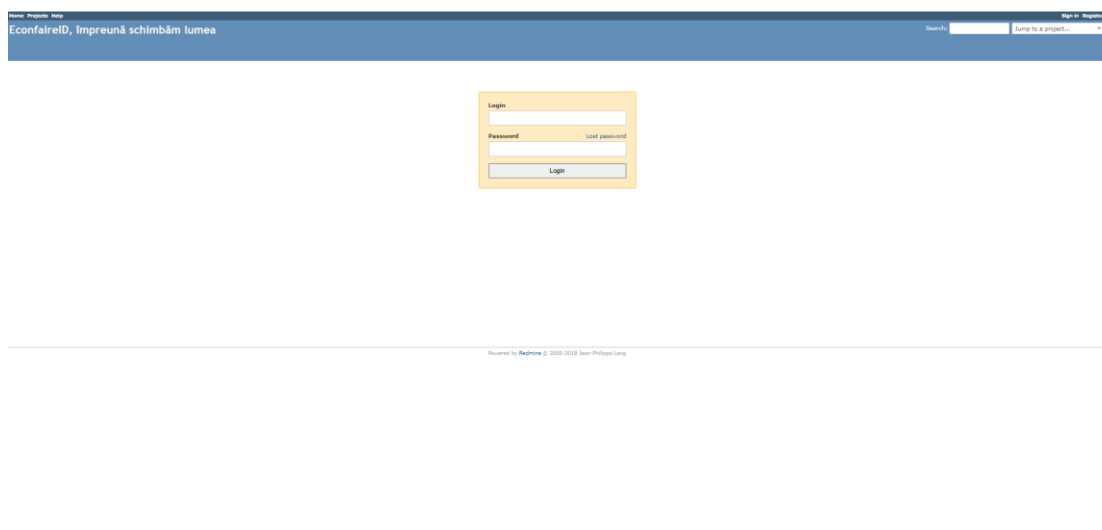 Home Projects Help Sign in Register
EconfaireID, împreună schimbăm lumea
Search: Jump to a project...
Login
Password Lost password
Login
Powered by Redmine © 2006-2018 Jean-Philippe Lang